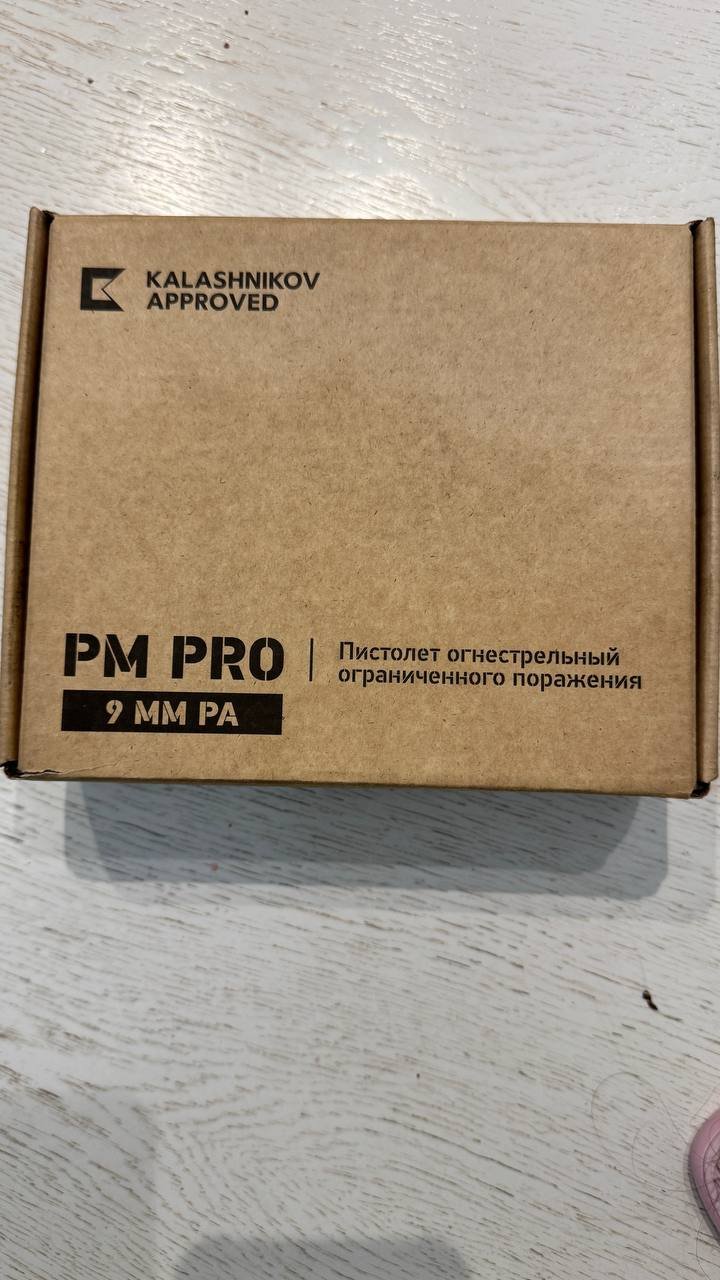 KALASHNIKOV
APPROVED
PM PRO
9 MM PA
Пистолет огнестрельный
ограниченного поражения